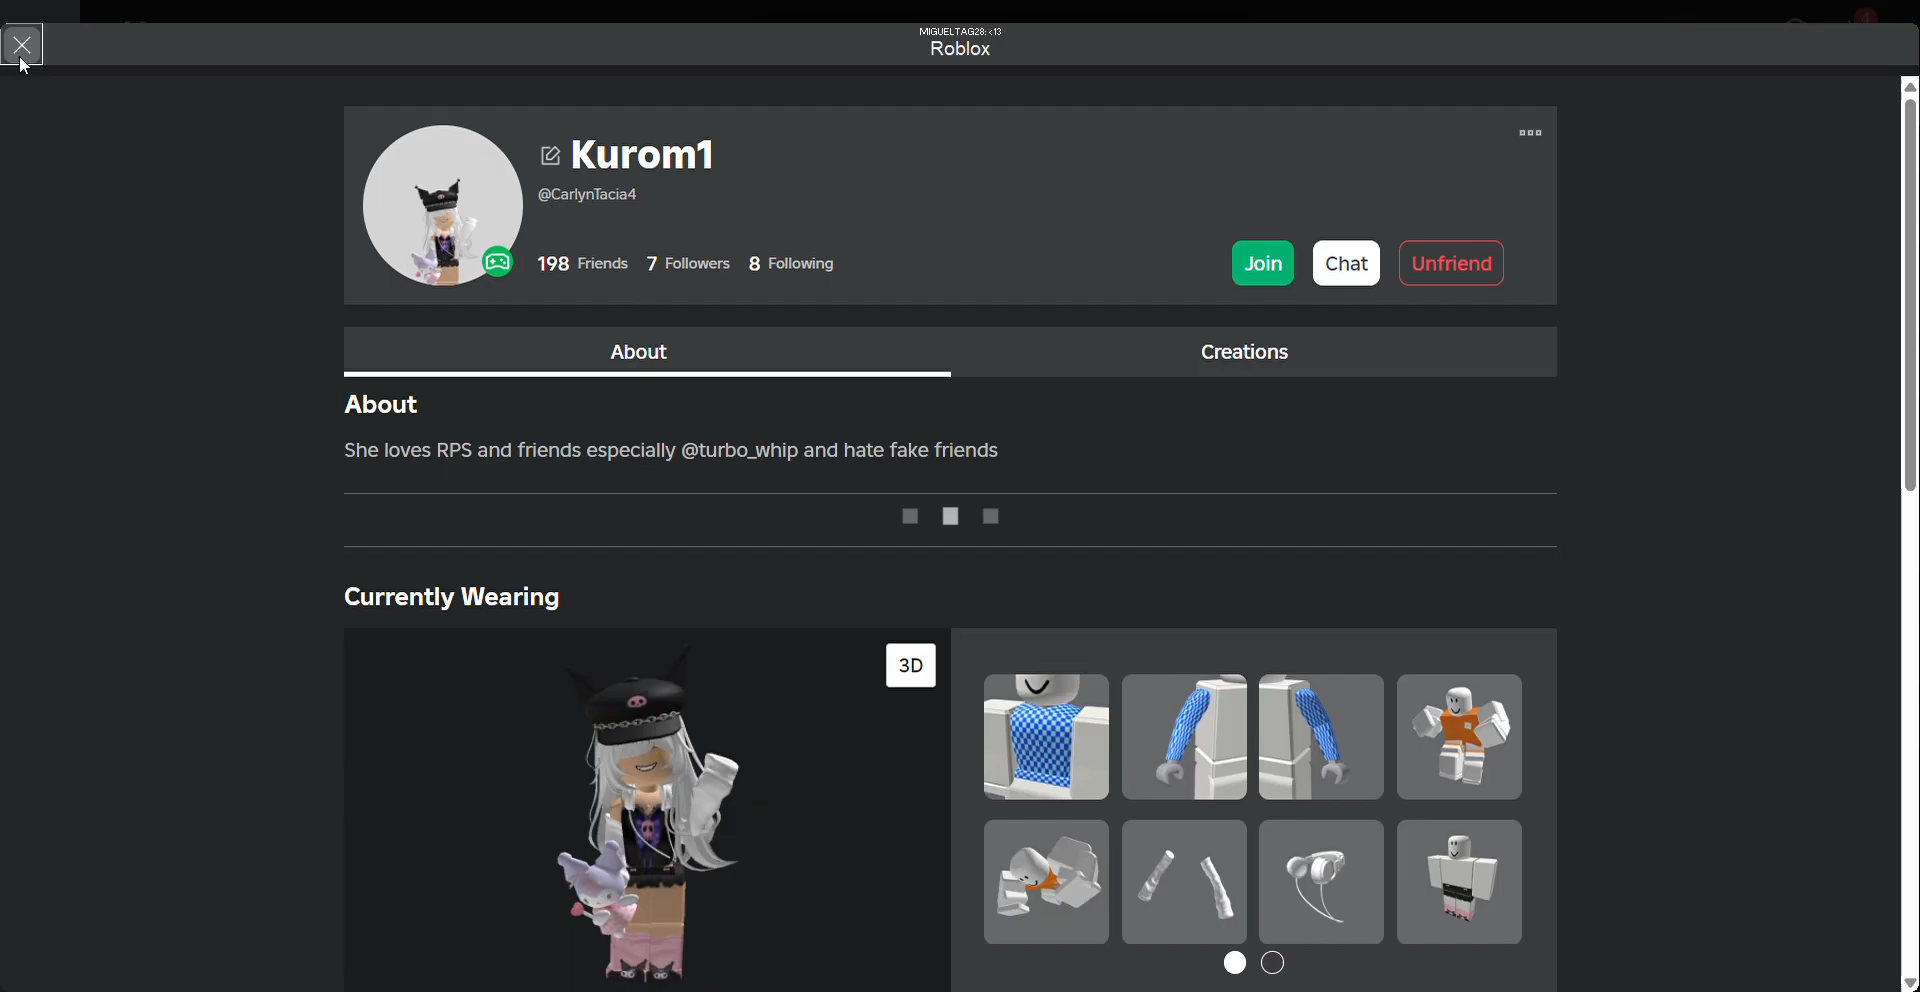 MIGUELTAG28: <13
Roblox
Kurom1
@CarlynTacia4
198 Friends 7 Followers 8 Following
Join Chat Unfriend
About Creations
About
She loves RPS and friends especially @turbo_whip and hate fake friends
Currently Wearing
3D